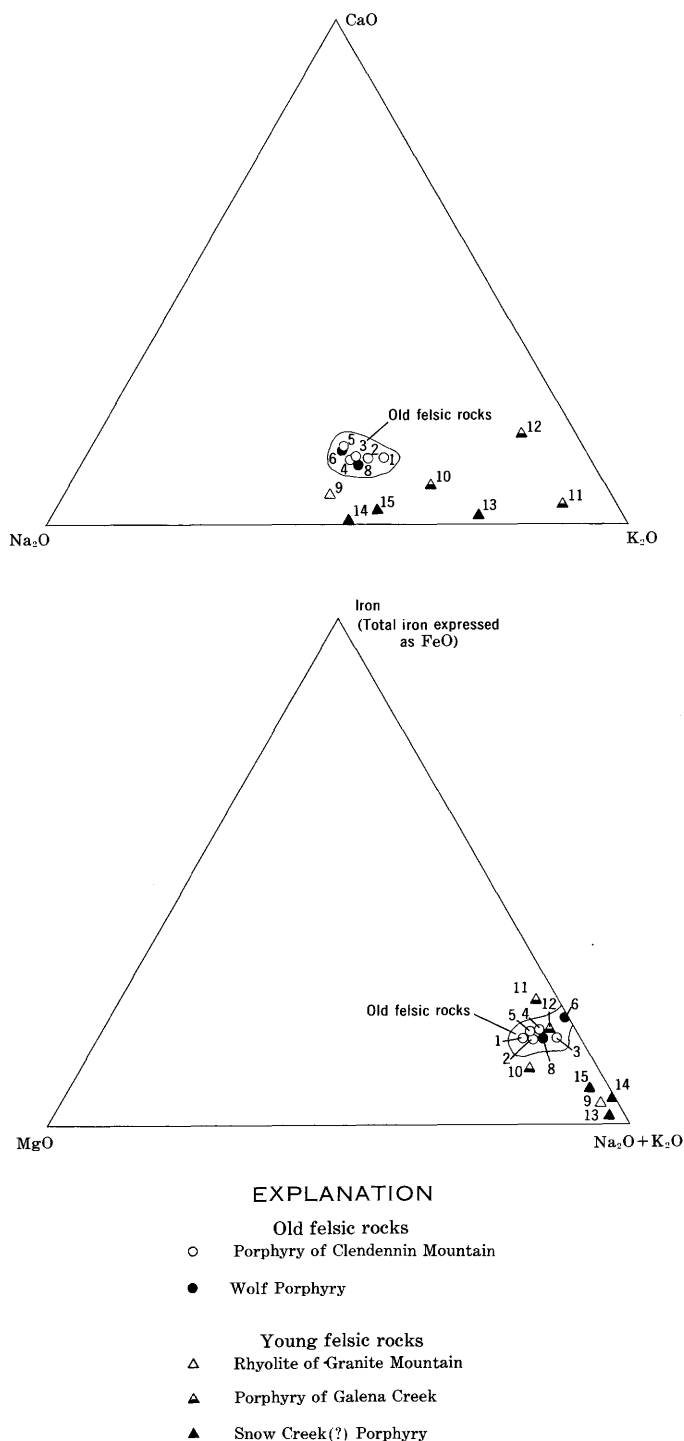 CaO
Old felsic rocks
12
5
3
2
1
6
4
8
10
9
15
14
13
11
Na₂O
K₂O
Iron
(Total iron expressed
as FeO)
11
Old felsic rocks
12
6
5
4
1
3
2
8
10
15
14
9
13
MgO
Na₂O+K₂O
EXPLANATION
Old felsic rocks
Porphyry of Clendennin Mountain
Wolf Porphyry
Young felsic rocks
Rhyolite of Granite Mountain
Porphyry of Galena Creek
Snow Creek(?) Porphyry